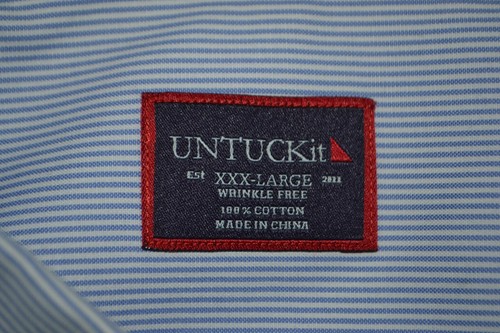 UNTUCKit
Est XXX-LARGE 2011
WRINKLE FREE
100% COTTON
MADE IN CHINA